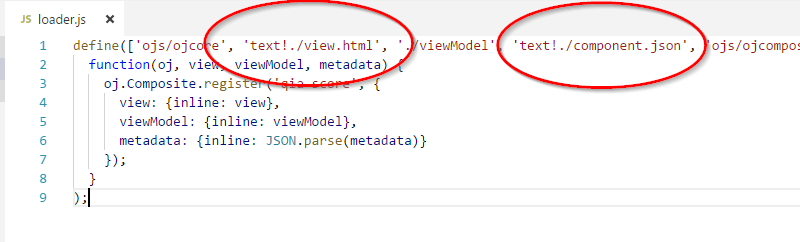 JS loader.js ×
1 define(['ojs/ojcore', 'text!./view.html', './viewModel', 'text!./component.json', 'ojs/ojcompos
2 function(oj, view, viewModel, metadata) {
3 oj.Composite.register('qia-score', {
4 view: {inline: view},
5 viewModel: {inline: viewModel},
6 metadata: {inline: JSON.parse(metadata)}
7 });
8 }
9 );